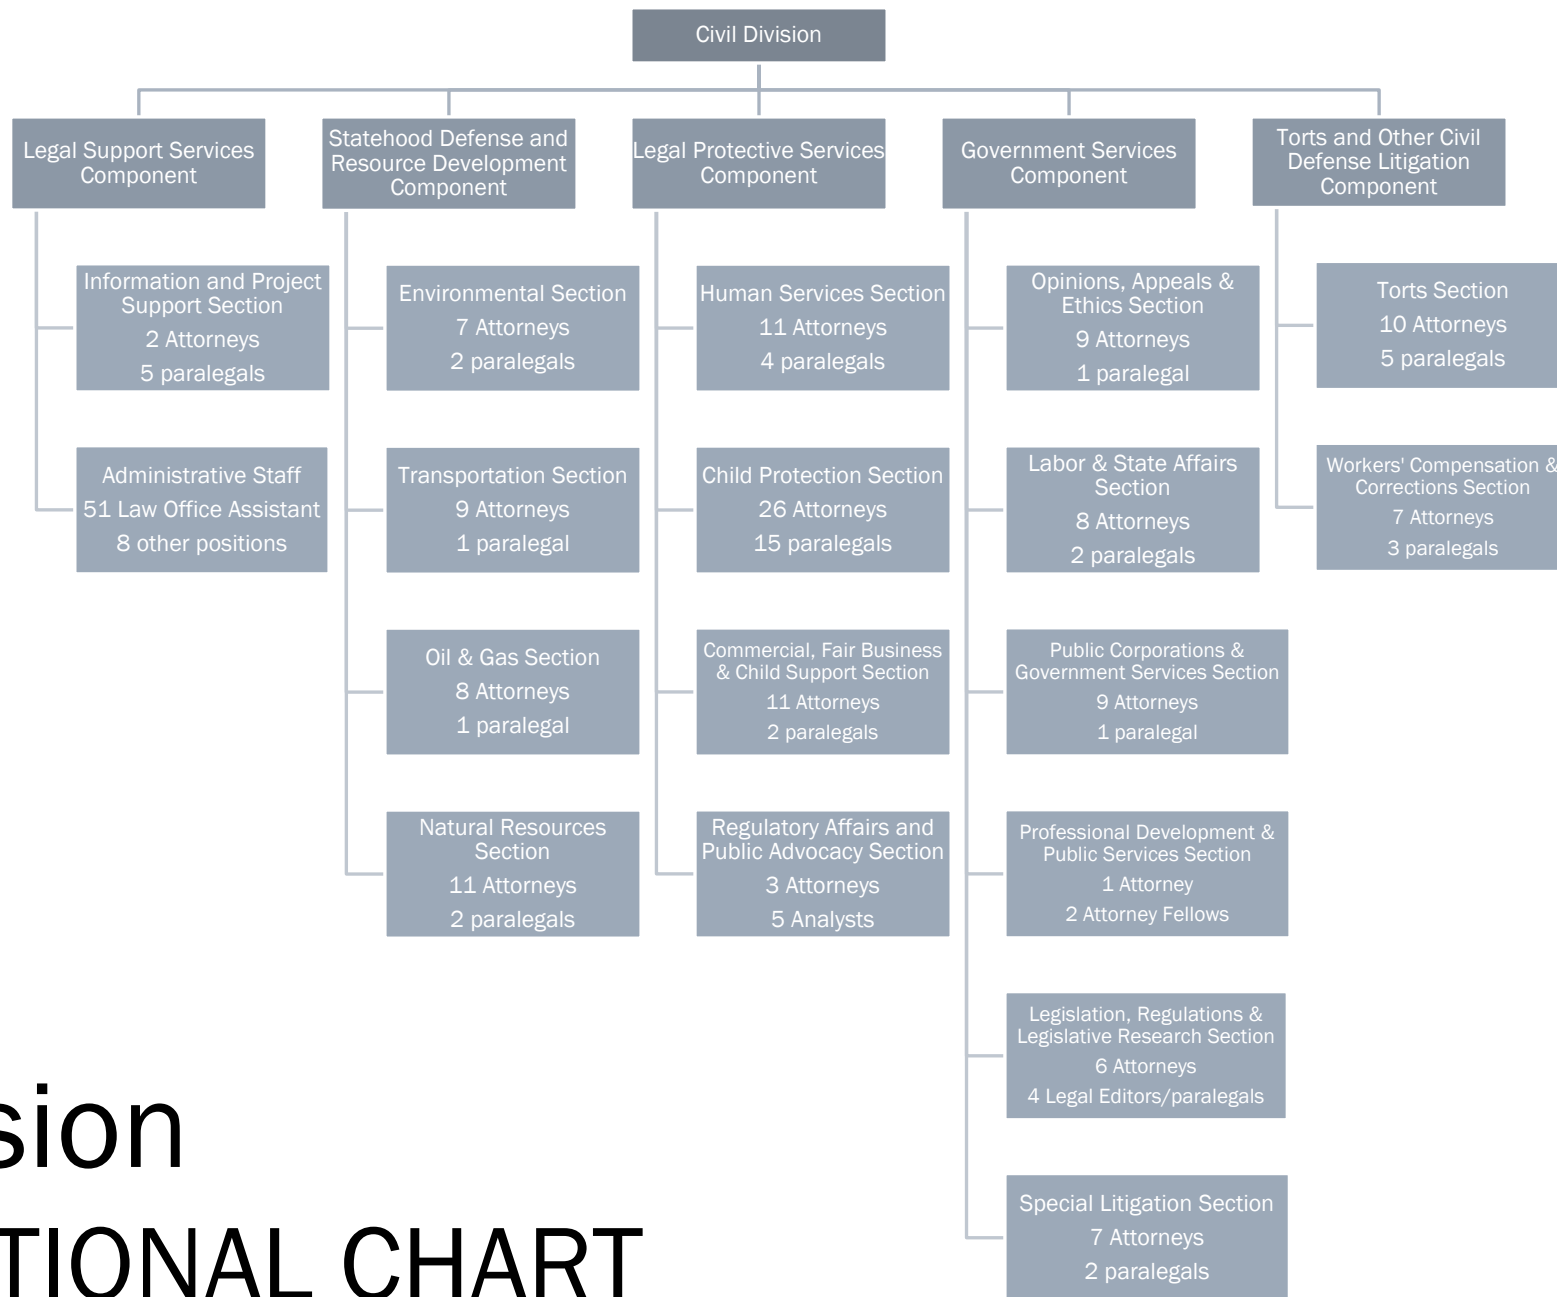 Civil Division
Legal Support Services
Component
Information and Project
Support Section
2 Attorneys
5 paralegals
Administrative Staff
51 Law Office Assistant
8 other positions
Statehood Defense and
Resource Development
Component
Environmental Section
7 Attorneys
2 paralegals
Transportation Section
9 Attorneys
1 paralegal
Oil & Gas Section
8 Attorneys
1 paralegal
Natural Resources
Section
11 Attorneys
2 paralegals
Legal Protective Services
Component
Human Services Section
11 Attorneys
4 paralegals
Child Protection Section
26 Attorneys
15 paralegals
Commercial, Fair Business
& Child Support Section
11 Attorneys
2 paralegals
Regulatory Affairs and
Public Advocacy Section
3 Attorneys
5 Analysts
Government Services
Component
Opinions, Appeals &
Ethics Section
9 Attorneys
1 paralegal
Labor & State Affairs
Section
8 Attorneys
2 paralegals
Public Corporations &
Government Services Section
9 Attorneys
1 paralegal
Professional Development &
Public Services Section
1 Attorney
2 Attorney Fellows
Legislation, Regulations &
Legislative Research Section
6 Attorneys
4 Legal Editors/paralegals
Special Litigation Section
7 Attorneys
2 paralegals
Torts and Other Civil
Defense Litigation
Component
Torts Section
10 Attorneys
5 paralegals
Workers' Compensation &
Corrections Section
7 Attorneys
3 paralegals
sion
TIONAL CHART